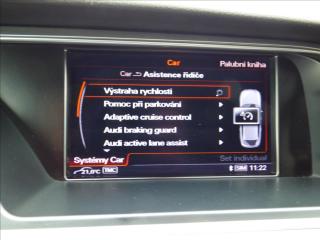 Car
Palubní kniha
Car Asistence řidiče
Výstraha rychlosti
Pomoc při parkování
Adaptive cruise control
Audi braking guard
Audi active lane assist
Systémy Car
Set individual
21,0°C TMC
SIM 11:22